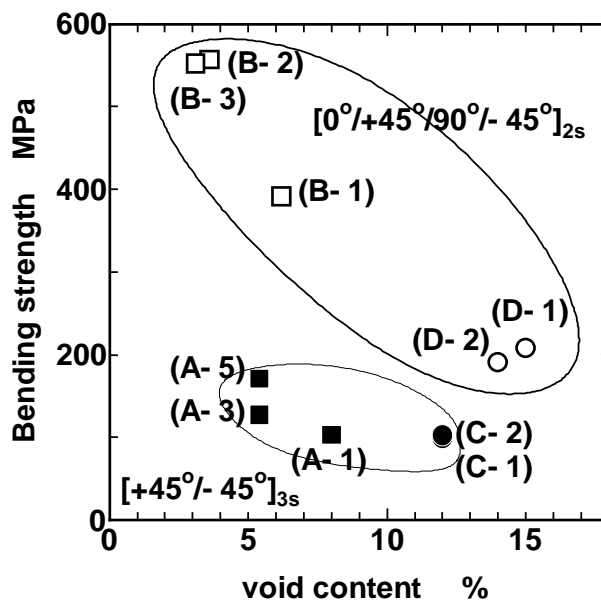 600
(B- 2)
(B- 3)
[0°/+45°/90°/- 45°]2s
400
(B- 1)
(D- 1)
(D- 2)
200
(A- 5)
(A- 3)
(C- 2)
(A- 1)
(C- 1)
[+45°/- 45°]3s
0
0 5 10 15
Bending strength MPa
void content %